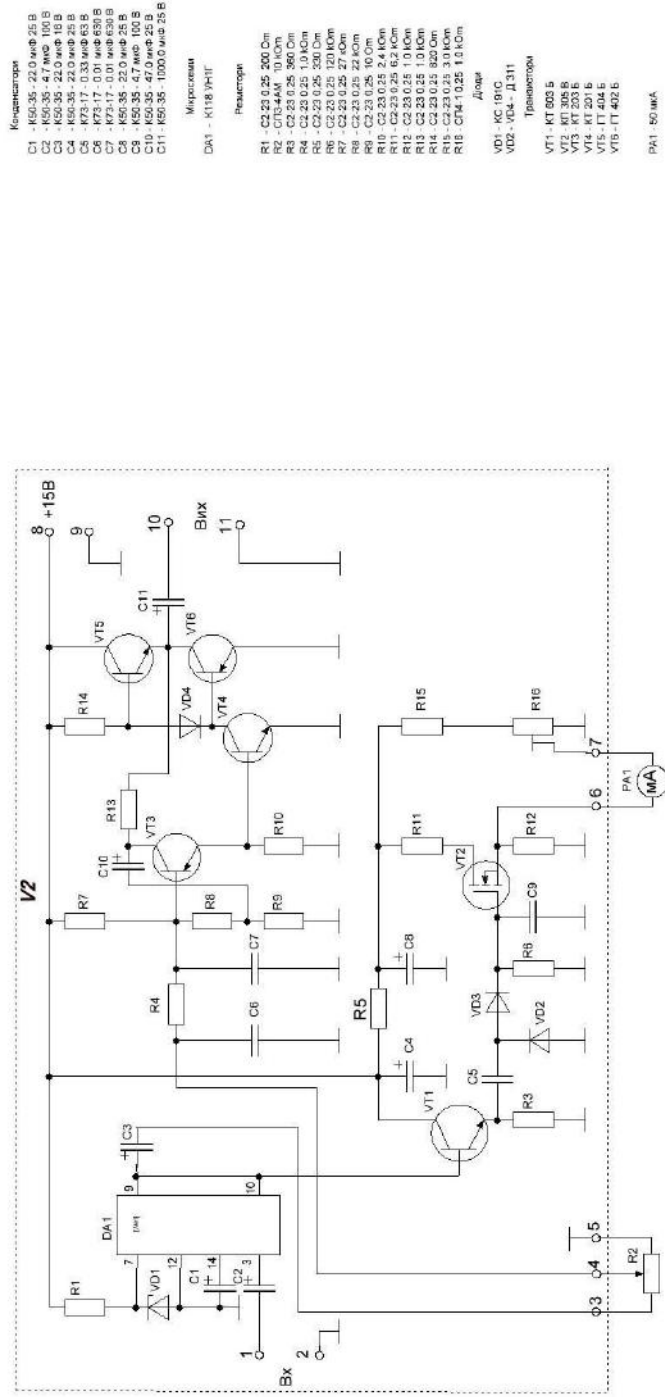 V2
8
+15В
9
10
Вих
11
R14
VT5
C11
VT6
VD4
VT4
R13
C10
VT3
R10
R7
R8
R9
R4
C7
C6
R15
R16
7
R11
VT2
6
PA1
мА
R12
C8
C9
R5
VD3
R6
C4
VT1
C5
VD2
R3
C3
DA1
9
10
7
12
14
3
R1
VD1
C1
C2
1
Вх
2
3
4
5
R2
Конденсатори
C1 - К50-35 - 22.0 мкФ 25 В
C2 - К50-35 - 4.7 мкФ 100 В
C3 - К50-35 - 22.0 мкФ 16 В
C4 - К50-35 - 22.0 мкФ 25 В
C5 - К73-17 - 0.33 мкФ 63 В
C6 - К73-17 - 0.01 мкФ 630 В
C7 - К73-17 - 0.01 мкФ 630 В
C8 - К50-35 - 22.0 мкФ 25 В
C9 - К50-35 - 4.7 мкФ 100 В
C10 - К50-35 - 47.0 мкФ 25 В
C11 - К50-35 - 1000.0 мкФ 25 В
Мікросхеми
DA1 - К118 УН1Г
Резистори
R1 - С2-23 0.25 200 Ом
R2 - СП3-4АМ 10 кОм
R3 - С2-23 0.25 360 Ом
R4 - С2-23 0.25 1,0 кОм
R5 - С2-23 0.25 330 Ом
R6 - С2-23 0.25 120 кОм
R7 - С2-23 0.25 27 кОм
R8 - С2-23 0.25 22 кОм
R9 - С2-23 0.25 10 Ом
R10 - С2-23 0.25 2.4 кОм
R11 - С2-23 0.25 6.2 кОм
R12 - С2-23 0.25 1.0 кОм
R13 - С2-23 0.25 1.0 кОм
R14 - С2-23 0.25 820 Ом
R15 - С2-23 0.25 3.0 кОм
R16 - СП4-1 0.25 1.0 кОм
Діоди
VD1 - КС 191С
VD2 - VD4 - Д 311
Транзистори
VT1 - КТ 603 Б
VT2 КП 305 В
VT3 КТ 203 Б
VT4 - КТ 201 Б
VT5 - ГТ 404 Б
VT6 - ГТ 402 Б
PA1 - 50 мкА